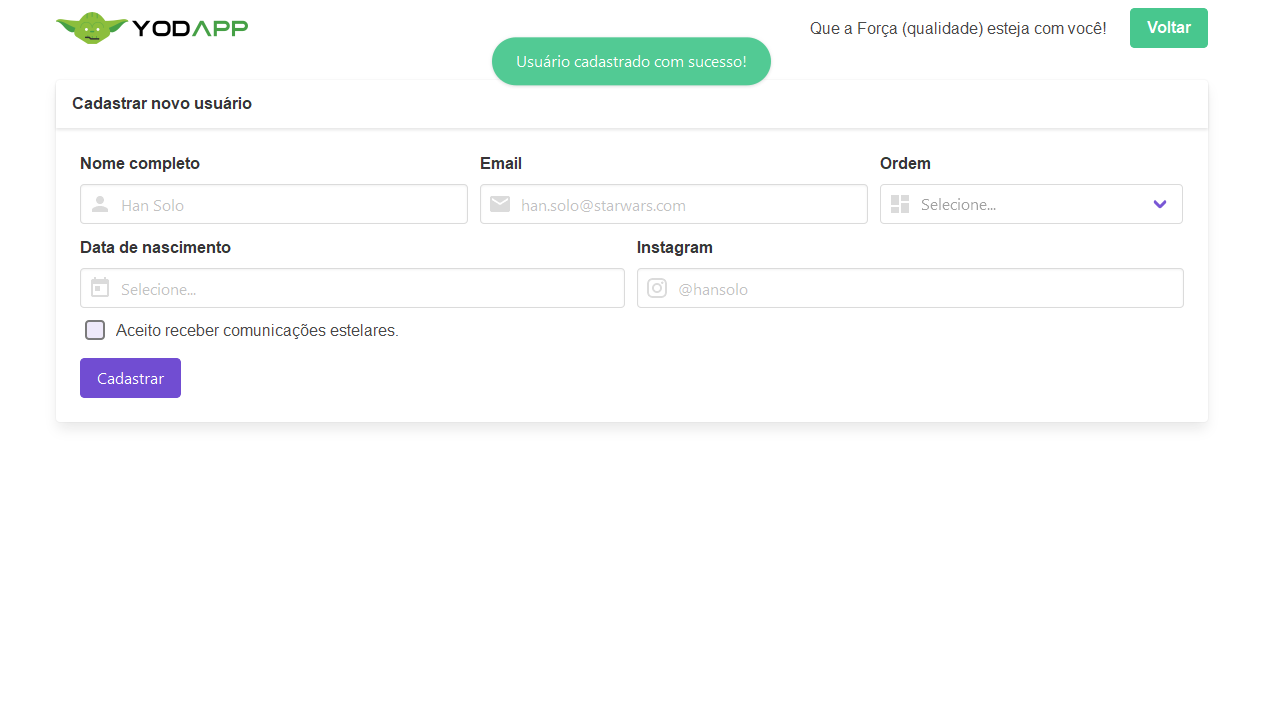 YODAPP
Que a Força (qualidade) esteja com você!
Voltar
Usuário cadastrado com sucesso!
Cadastrar novo usuário
Nome completo
Email
Ordem
Han Solo
han.solo@starwars.com
Selecione...
Data de nascimento
Instagram
Selecione...
@hansolo
Aceito receber comunicações estelares.
Cadastrar